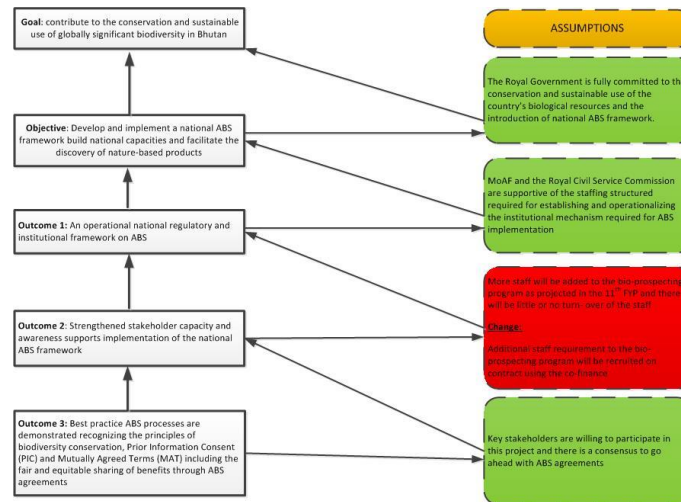 Goal: contribute to the conservation and sustainable
use of globally significant biodiversity in Bhutan
Objective: Develop and implement a national ABS
framework build national capacities and facilitate the
discovery of nature-based products
Outcome 1: An operational national regulatory and
institutional framework on ABS
Outcome 2: Strengthened stakeholder capacity and
awareness supports implementation of the national
ABS framework
Outcome 3: Best practice ABS processes are
demonstrated recognizing the principles of
biodiversity conservation, Prior Information Consent
(PIC) and Mutually Agreed Terms (MAT) including the
fair and equitable sharing of benefits through ABS
agreements
ASSUMPTIONS
The Royal Government is fully committed to the
conservation and sustainable use of the
country's biological resources and the
introduction of national ABS framework.
MoAF and the Royal Civil Service Commission
are supportive of the staffing structured
required for establishing and operationalizing
the institutional mechanism required for ABS
implementation
More staff will be added to the bio-prospecting
program as projected in the 11th FYP and there
will be little or no turn-over of the staff
Change:
Additional staff requirement to the bio-
prospecting program will be recruited on
contract using the co-finance
Key stakeholders are willing to participate in
this project and there is a consensus to go
ahead with ABS agreements